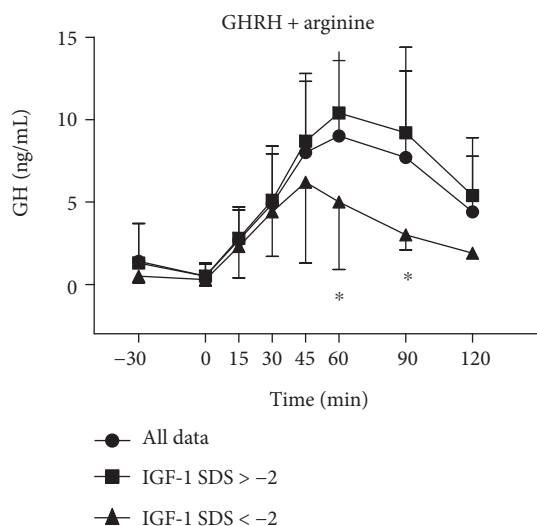 GHRH + arginine
15
10
5
0
GH (ng/mL)
* *
−30 0 15 30 45 60 90 120
Time (min)
All data
IGF-1 SDS > −2
IGF-1 SDS < −2